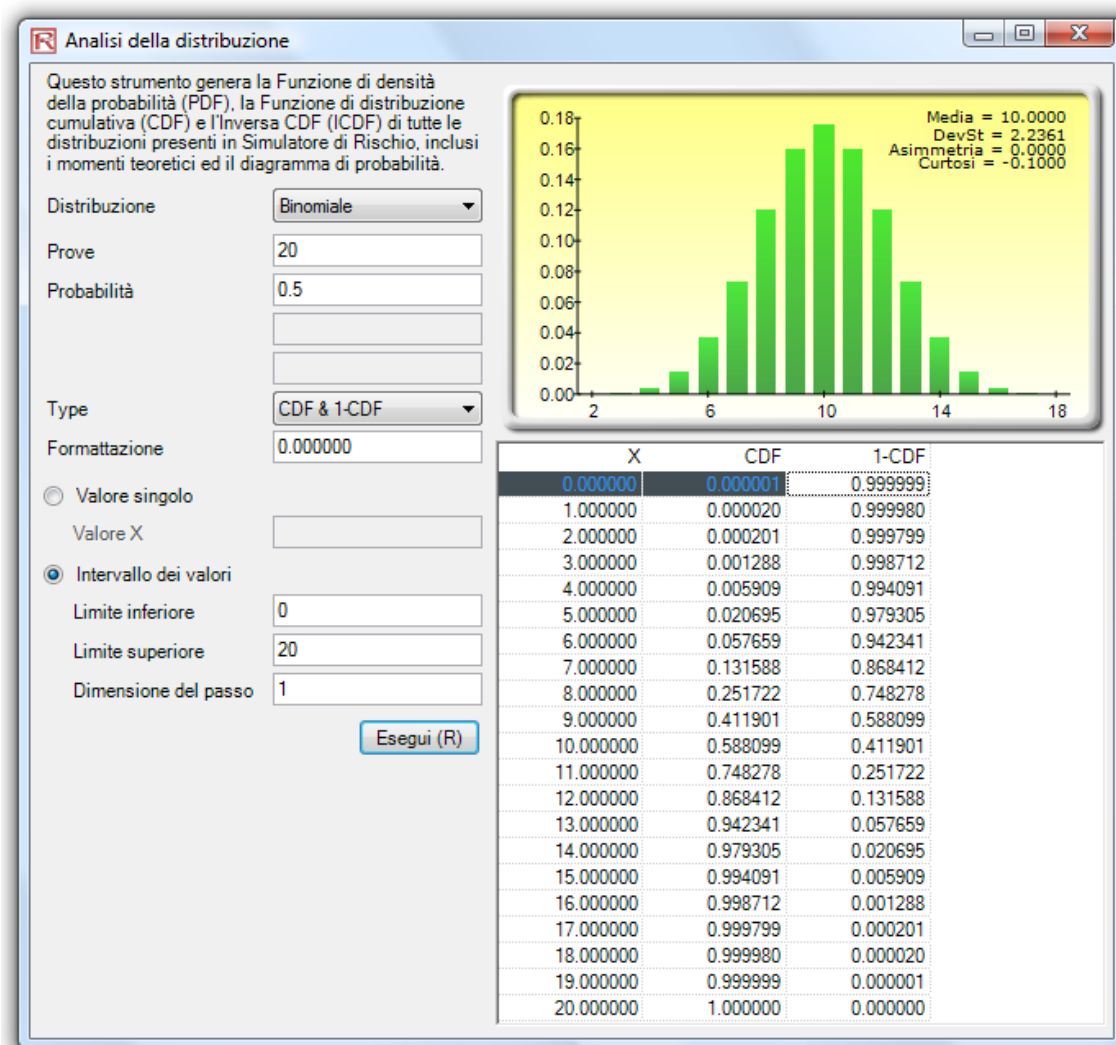 Analisi della distribuzione
Questo strumento genera la Funzione di densità
della probabilità (PDF), la Funzione di distribuzione
cumulativa (CDF) e l'Inversa CDF (ICDF) di tutte le
distribuzioni presenti in Simulatore di Rischio, inclusi
i momenti teoretici ed il diagramma di probabilità.
Distribuzione Binomiale
Prove 20
Probabilità 0.5
Type CDF & 1-CDF
Formattazione 0.000000
Valore singolo
Valore X
Intervallo dei valori
Limite inferiore 0
Limite superiore 20
Dimensione del passo 1
Esegui (R)
Media = 10.0000
DevSt = 2.2361
Asimmetria = 0.0000
Curtosi = -0.1000
0.18
0.16
0.14
0.12
0.10
0.08
0.06
0.04
0.02
0.00
2 6 10 14 18
X CDF 1-CDF
0.000000 0.000001 0.999999
1.000000 0.000020 0.999980
2.000000 0.000201 0.999799
3.000000 0.001288 0.998712
4.000000 0.005909 0.994091
5.000000 0.020695 0.979305
6.000000 0.057659 0.942341
7.000000 0.131588 0.868412
8.000000 0.251722 0.748278
9.000000 0.411901 0.588099
10.000000 0.588099 0.411901
11.000000 0.748278 0.251722
12.000000 0.868412 0.131588
13.000000 0.942341 0.057659
14.000000 0.979305 0.020695
15.000000 0.994091 0.005909
16.000000 0.998712 0.001288
17.000000 0.999799 0.000201
18.000000 0.999980 0.000020
19.000000 0.999999 0.000001
20.000000 1.000000 0.000000